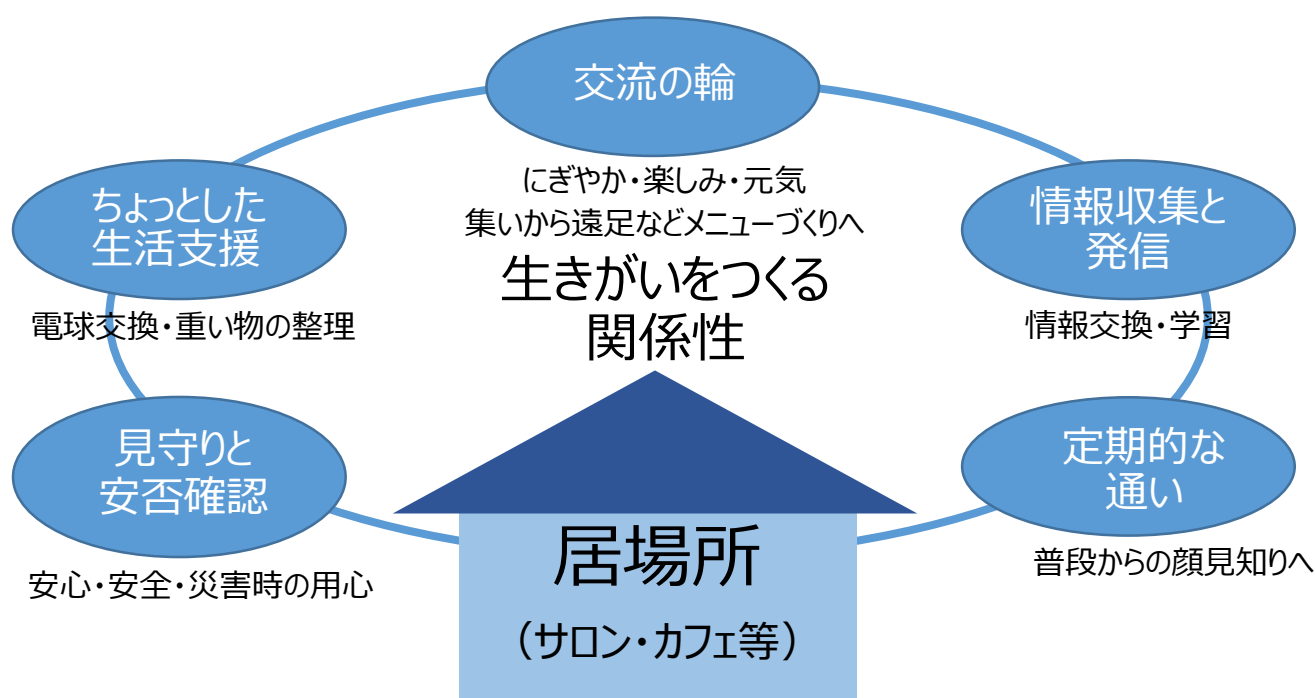 交流の輪
にぎやか・楽しみ・元気
集いから遠足などメニューづくりへ
生きがいをつくる
関係性
ちょっとした
生活支援
電球交換・重い物の整理
情報収集と
発信
情報交換・学習
見守りと
安否確認
安心・安全・災害時の用心
定期的な
通い
普段からの顔見知りへ
居場所
（サロン・カフェ等）